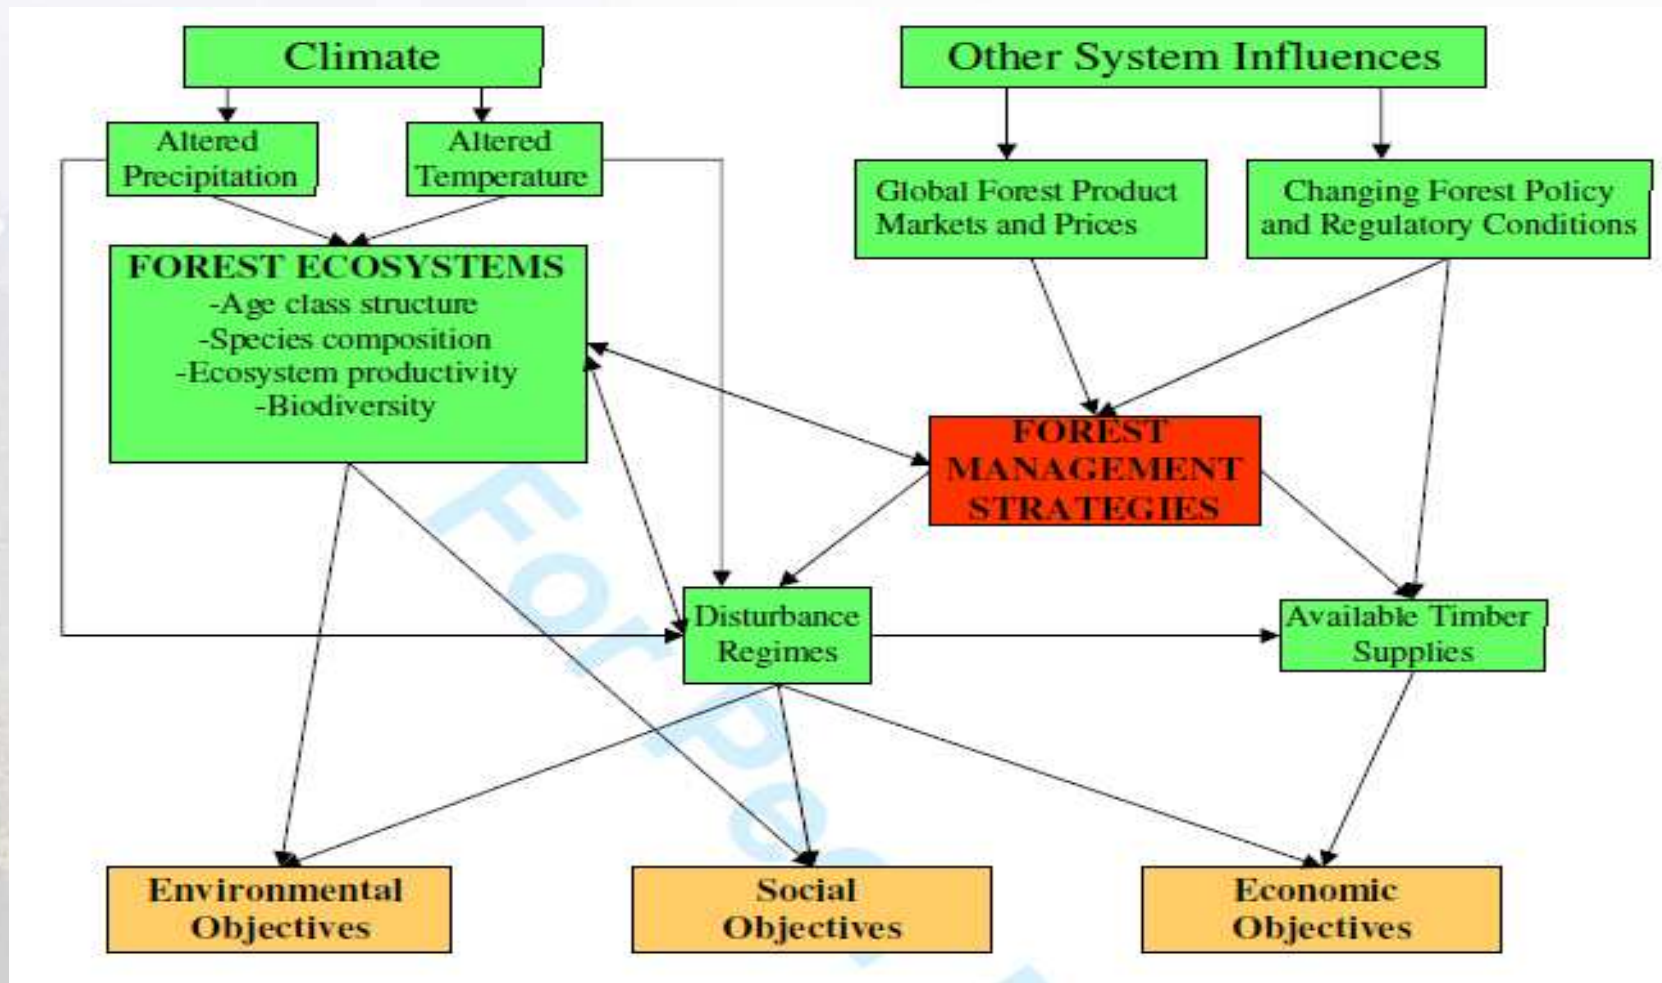 Climate
Other System Influences
Altered
Precipitation
Altered
Temperature
Global Forest Product
Markets and Prices
Changing Forest Policy
and Regulatory Conditions
FOREST ECOSYSTEMS
-Age class structure
-Species composition
-Ecosystem productivity
-Biodiversity
FOREST
MANAGEMENT
STRATEGIES
Disturbance
Regimes
Available Timber
Supplies
Environmental
Objectives
Social
Objectives
Economic
Objectives
For Pe